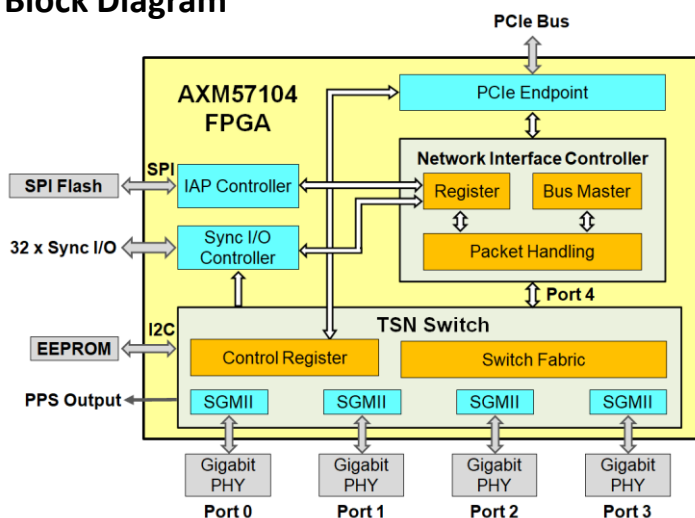 Block Diagram
PCIe Bus
AXM57104
FPGA
PCIe Endpoint
Network Interface Controller
SPI
SPI Flash
IAP Controller
Register
Bus Master
32 x Sync I/O
Sync I/O
Controller
Packet Handling
Port 4
TSN Switch
I2C
EEPROM
Control Register
Switch Fabric
PPS Output
SGMII
SGMII
SGMII
SGMII
Gigabit
PHY
Gigabit
PHY
Gigabit
PHY
Gigabit
PHY
Port 0
Port 1
Port 2
Port 3